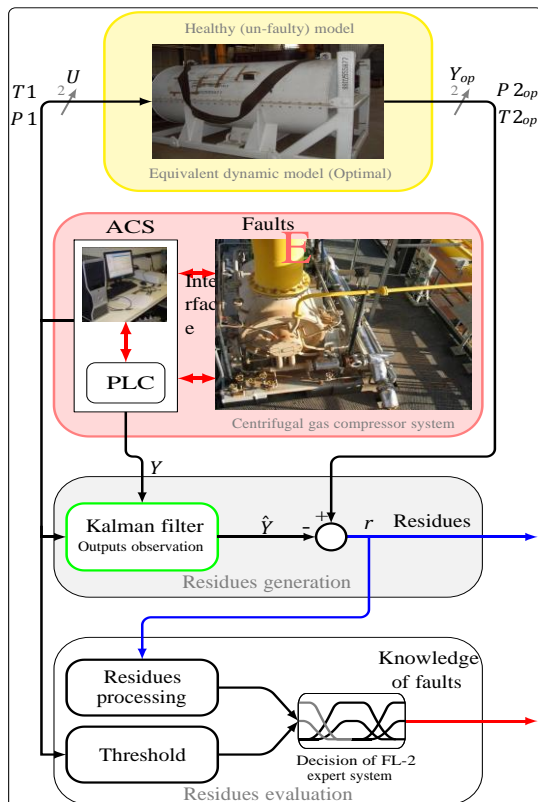 Healthy (un-faulty) model
T1
P1
2
U
Equivalent dynamic model (Optimal)
2
Y_op
P2_op
T2_op
ACS
Faults
E
Inte
rfac
e
PLC
Centrifugal gas compressor system
Y
Kalman filter
Outputs observation
Ŷ
-
+
r
Residues
Residues generation
Residues
processing
Threshold
Knowledge
of faults
Decision of FL-2
expert system
Residues evaluation